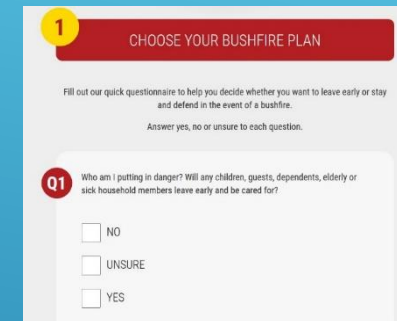 1
CHOOSE YOUR BUSHFIRE PLAN
Fill out our quick questionnaire to help you decide whether you want to leave early or stay
and defend in the event of a bushfire.
Answer yes, no or unsure to each question.
Q1
Who am I putting in danger? Will any children, guests, dependents, elderly or
sick household members leave early and be cared for?
NO
UNSURE
YES